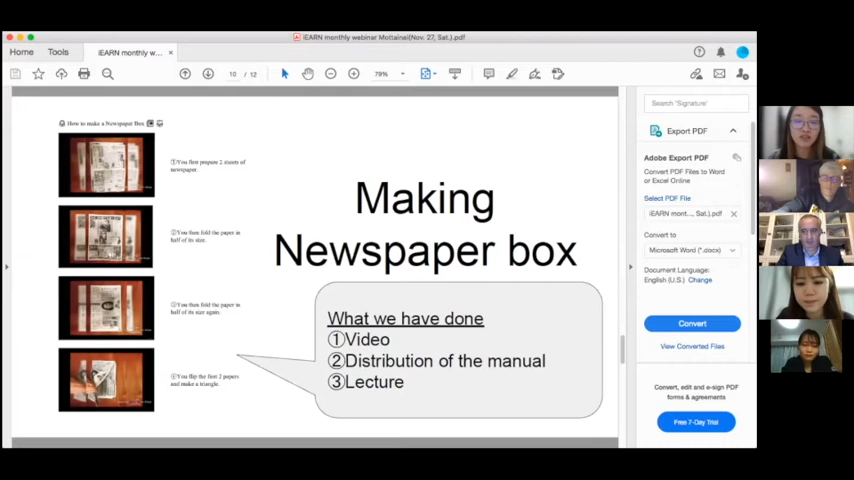 iEARN monthly webinar Mottainai(Nov. 27, Sat.).pdf
Home
Tools
iEARN monthly w...
10 / 12
79%
How to make a Newspaper Box
①You first prepare 2 sheets of
newspaper.
②You then fold the paper in
half of its size.
③You then fold the paper in
half of its size again.
④You flip the first 2 papers
and make a triangle.
Making
Newspaper box
What we have done
①Video
②Distribution of the manual
③Lecture
Search 'Signature'
Export PDF
Adobe Export PDF
Convert PDF Files to Word
or Excel Online
Select PDF File
iEARN mont..., Sat.).pdf
Convert to
Microsoft Word (*.docx)
Document Language:
English (U.S.) Change
Convert
View Converted Files
Convert, edit and e-sign PDF
forms & agreements
Free 7-Day Trial